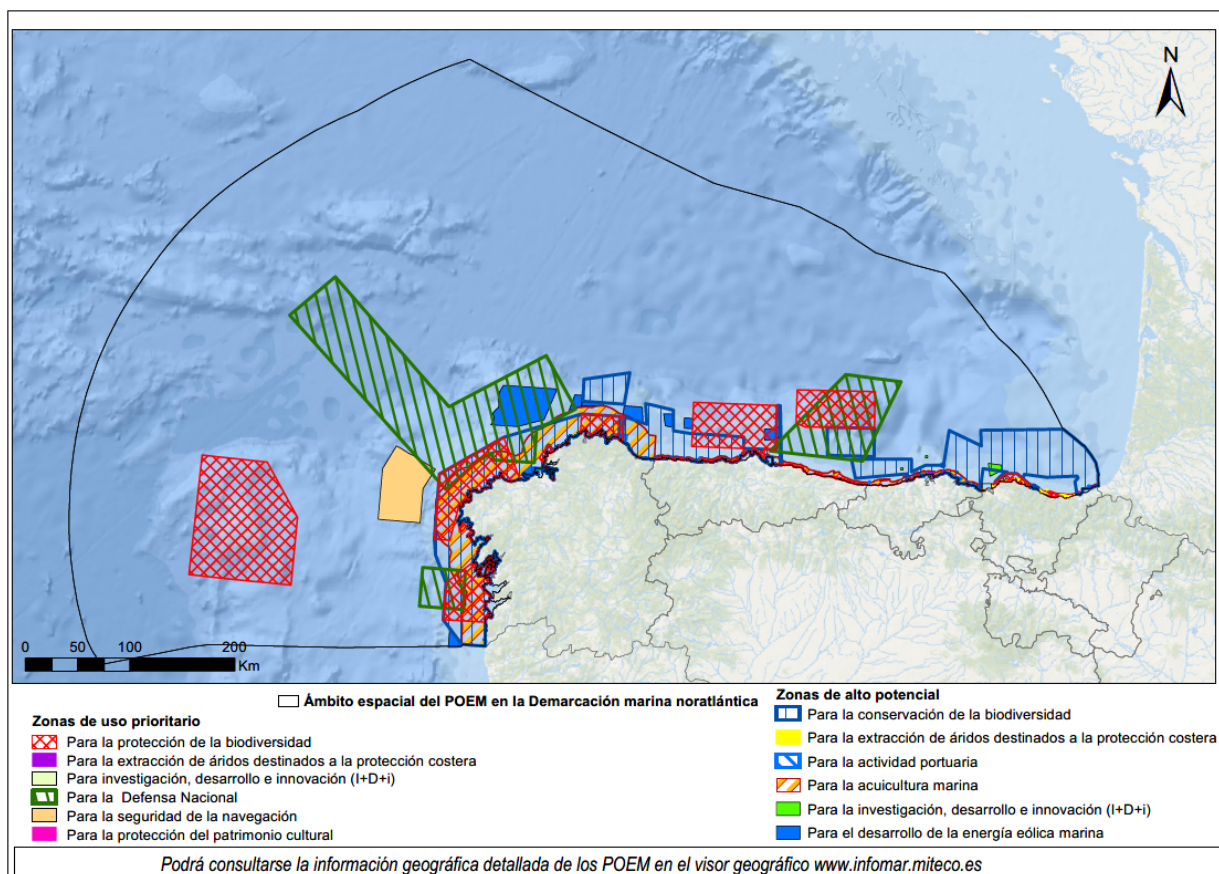 N
0 50 100 200
Km
Ámbito espacial del POEM en la Demarcación marina noratlántica
Zonas de uso prioritario
Para la protección de la biodiversidad
Para la extracción de áridos destinados a la protección costera
Para investigación, desarrollo e innovación (I+D+i)
Para la Defensa Nacional
Para la seguridad de la navegación
Para la protección del patrimonio cultural
Zonas de alto potencial
Para la conservación de la biodiversidad
Para la extracción de áridos destinados a la protección costera
Para la actividad portuaria
Para la acuicultura marina
Para la investigación, desarrollo e innovación (I+D+i)
Para el desarrollo de la energía eólica marina
Podrá consultarse la información geográfica detallada de los POEM en el visor geográfico www.infomar.miteco.es